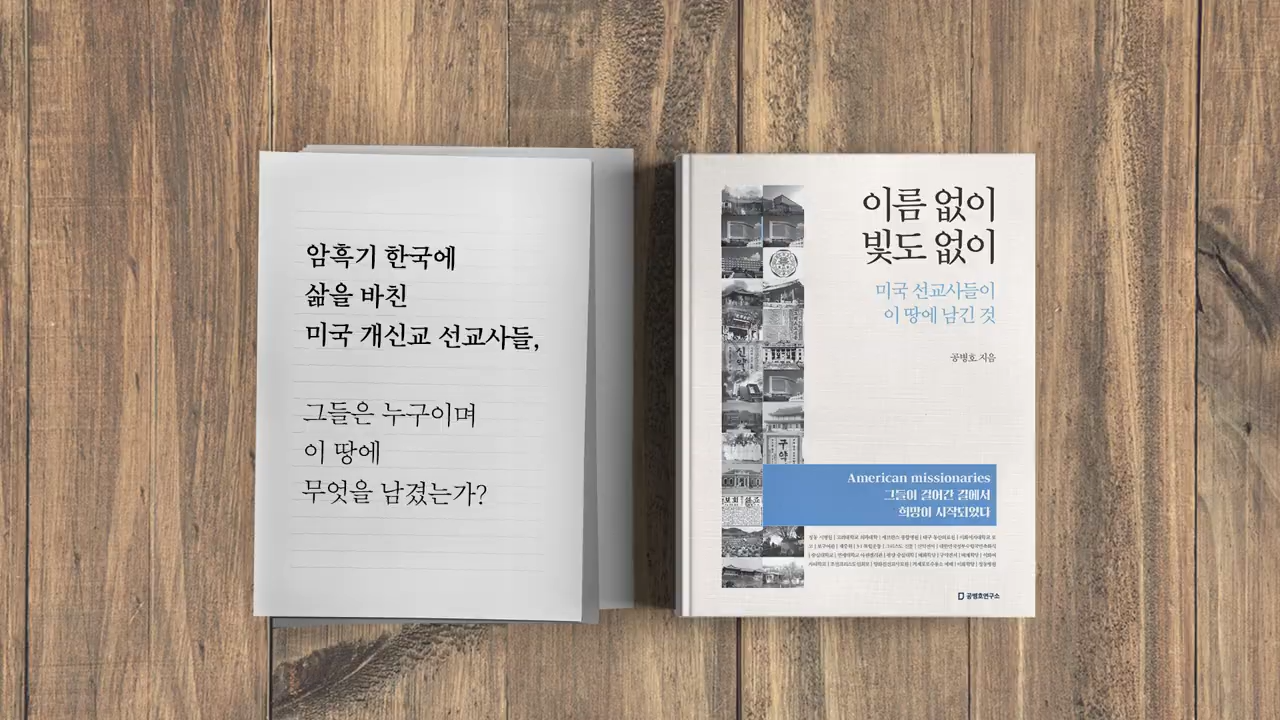 암흑기 한국에
삶을 바친
미국 개신교 선교사들,
그들은 누구이며
이 땅에
무엇을 남겼는가?
이름 없이
빛도 없이
미국 선교사들이
이 땅에 남긴 것
공병호 지음
American missionaries
그들이 걸어간 길에서
희망이 시작되었다
공병호연구소